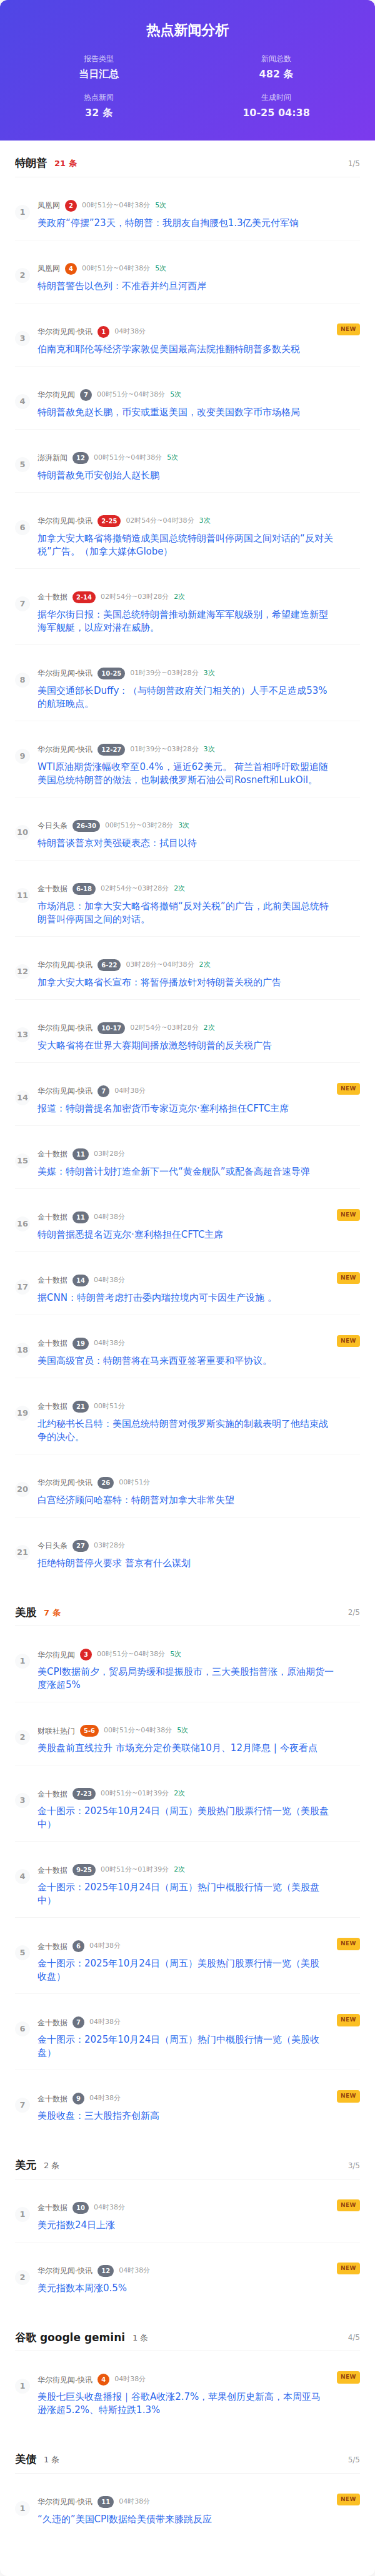 热点新闻分析
报告类型
新闻总数
当日汇总
482 条
热点新闻
生成时间
32 条
10-25 04:38
特朗普 21 条 1/5
1
凤凰网 2 00时51分~04时38分 5次
美政府“停摆”23天，特朗普：我朋友自掏腰包1.3亿美元付军饷
2
凤凰网 4 00时51分~04时38分 5次
特朗普警告以色列：不准吞并约旦河西岸
3
华尔街见闻-快讯 1 04时38分 NEW
伯南克和耶伦等经济学家敦促美国最高法院推翻特朗普多数关税
4
华尔街见闻 7 00时51分~04时38分 5次
特朗普赦免赵长鹏，币安或重返美国，改变美国数字币市场格局
5
澎湃新闻 12 00时51分~04时38分 5次
特朗普赦免币安创始人赵长鹏
6
华尔街见闻-快讯 2-25 02时54分~04时38分 3次
加拿大安大略省将撤销造成美国总统特朗普叫停两国之间对话的“反对关
税”广告。（加拿大媒体Globe）
7
金十数据 2-14 02时54分~03时28分 2次
据华尔街日报：美国总统特朗普推动新建海军军舰级别，希望建造新型
海军舰艇，以应对潜在威胁。
8
华尔街见闻-快讯 10-25 01时39分~03时28分 3次
美国交通部长Duffy：（与特朗普政府关门相关的）人手不足造成53%
的航班晚点。
9
华尔街见闻-快讯 12-27 01时39分~03时28分 3次
WTI原油期货涨幅收窄至0.4%，逼近62美元。 荷兰首相呼吁欧盟追随
美国总统特朗普的做法，也制裁俄罗斯石油公司Rosneft和LukOil。
10
今日头条 26-30 00时51分~03时28分 3次
特朗普谈普京对美强硬表态：拭目以待
11
金十数据 6-18 02时54分~03时28分 2次
市场消息：加拿大安大略省将撤销“反对关税”的广告，此前美国总统特
朗普叫停两国之间的对话。
12
华尔街见闻-快讯 6-22 03时28分~04时38分 2次
加拿大安大略省长宣布：将暂停播放针对特朗普关税的广告
13
华尔街见闻-快讯 10-17 02时54分~03时28分 2次
安大略省将在世界大赛期间播放激怒特朗普的反关税广告
14
华尔街见闻-快讯 7 04时38分 NEW
报道：特朗普提名加密货币专家迈克尔·塞利格担任CFTC主席
15
金十数据 11 03时28分
美媒：特朗普计划打造全新下一代“黄金舰队”或配备高超音速导弹
16
金十数据 11 04时38分 NEW
特朗普据悉提名迈克尔·塞利格担任CFTC主席
17
金十数据 14 04时38分 NEW
据CNN：特朗普考虑打击委内瑞拉境内可卡因生产设施 。
18
金十数据 19 04时38分 NEW
美国高级官员：特朗普将在马来西亚签署重要和平协议。
19
金十数据 21 00时51分
北约秘书长吕特：美国总统特朗普对俄罗斯实施的制裁表明了他结束战
争的决心。
20
华尔街见闻-快讯 26 00时51分
白宫经济顾问哈塞特：特朗普对加拿大非常失望
21
今日头条 27 03时28分
拒绝特朗普停火要求 普京有什么谋划
美股 7 条 2/5
1
华尔街见闻 3 00时51分~04时38分 5次
美CPI数据前夕，贸易局势缓和提振股市，三大美股指普涨，原油期货一
度涨超5%
2
财联社热门 5-6 00时51分~04时38分 5次
美股盘前直线拉升 市场充分定价美联储10月、12月降息 | 今夜看点
3
金十数据 7-23 00时51分~01时39分 2次
金十图示：2025年10月24日（周五）美股热门股票行情一览（美股盘
中）
4
金十数据 9-25 00时51分~01时39分 2次
金十图示：2025年10月24日（周五）热门中概股行情一览（美股盘
中）
5
金十数据 6 04时38分 NEW
金十图示：2025年10月24日（周五）美股热门股票行情一览（美股
收盘）
6
金十数据 7 04时38分 NEW
金十图示：2025年10月24日（周五）热门中概股行情一览（美股收
盘）
7
金十数据 9 04时38分 NEW
美股收盘：三大股指齐创新高
美元 2 条 3/5
1
金十数据 10 04时38分 NEW
美元指数24日上涨
2
华尔街见闻-快讯 12 04时38分 NEW
美元指数本周涨0.5%
谷歌 google gemini 1 条 4/5
1
华尔街见闻-快讯 4 04时38分 NEW
美股七巨头收盘播报 | 谷歌A收涨2.7%，苹果创历史新高，本周亚马
逊涨超5.2%、特斯拉跌1.3%
美债 1 条 5/5
1
华尔街见闻-快讯 11 04时38分 NEW
“久违的”美国CPI数据给美债带来膝跳反应